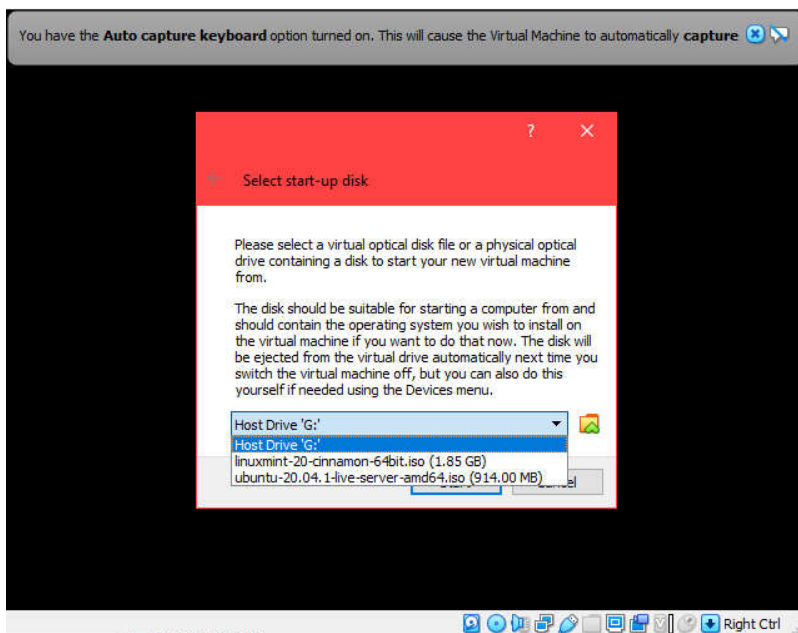 You have the Auto capture keyboard option turned on. This will cause the Virtual Machine to automatically capture
?
Select start-up disk
Please select a virtual optical disk file or a physical optical
drive containing a disk to start your new virtual machine
from.
The disk should be suitable for starting a computer from and
should contain the operating system you wish to install on
the virtual machine if you want to do that now. The disk will
be ejected from the virtual drive automatically next time you
switch the virtual machine off, but you can also do this
yourself if needed using the Devices menu.
Host Drive 'G:'
Host Drive 'G:'
linuxmint-20-cinnamon-64bit.iso (1.85 GB)
ubuntu-20.04.1-live-server-amd64.iso (914.00 MB)
Right Ctrl